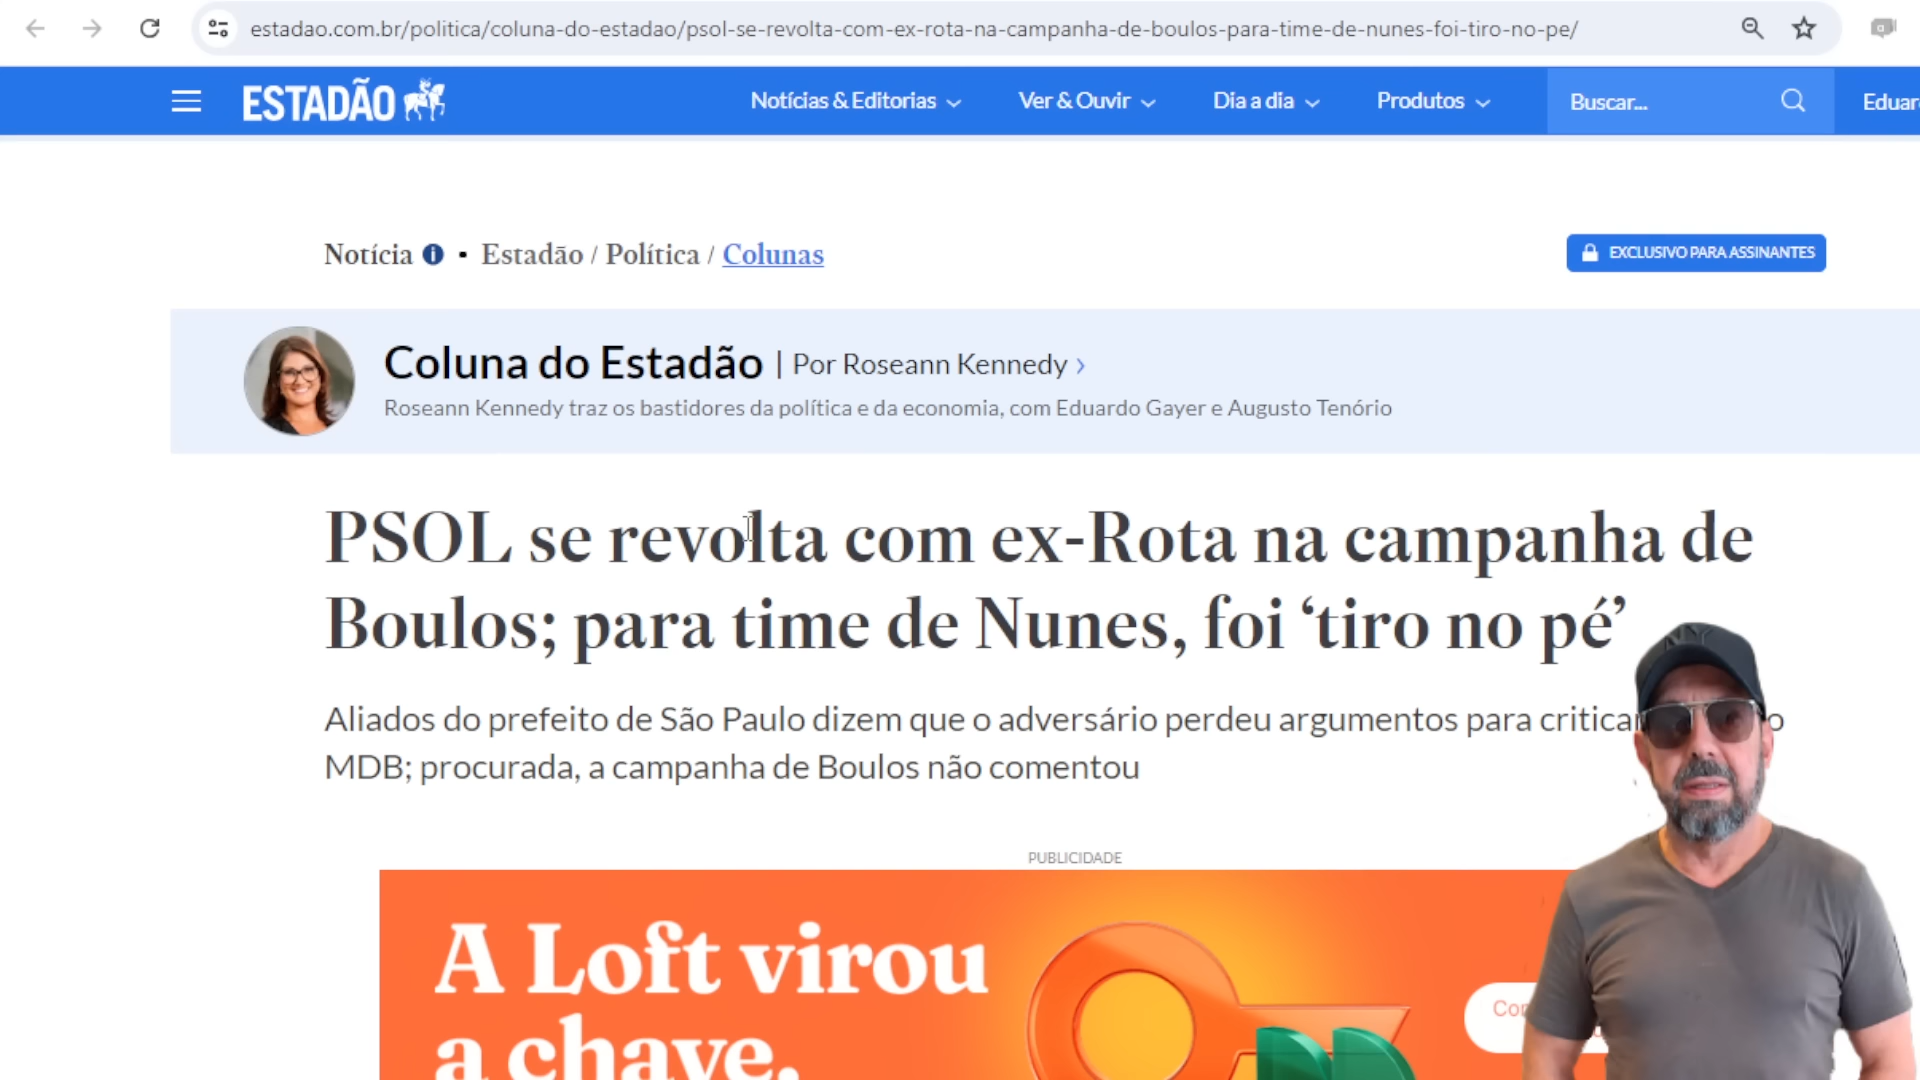 estadao.com.br/politica/coluna-do-estadao/psol-se-revolta-com-ex-rota-na-campanha-de-boulos-para-time-de-nunes-foi-tiro-no-pe/
ESTADÃO
Notícias & Editorias
Ver & Ouvir
Dia a dia
Produtos
Buscar...
Notícia • Estadão / Política / Colunas
EXCLUSIVO PARA ASSINANTES
Coluna do Estadão | Por Roseann Kennedy
Roseann Kennedy traz os bastidores da política e da economia, com Eduardo Gayer e Augusto Tenório
PSOL se revolta com ex-Rota na campanha de
Boulos; para time de Nunes, foi ‘tiro no pé’
Aliados do prefeito de São Paulo dizem que o adversário perdeu argumentos para
MDB; procurada, a campanha de Boulos não comentou
PUBLICIDADE
A Loft virou
a chave.